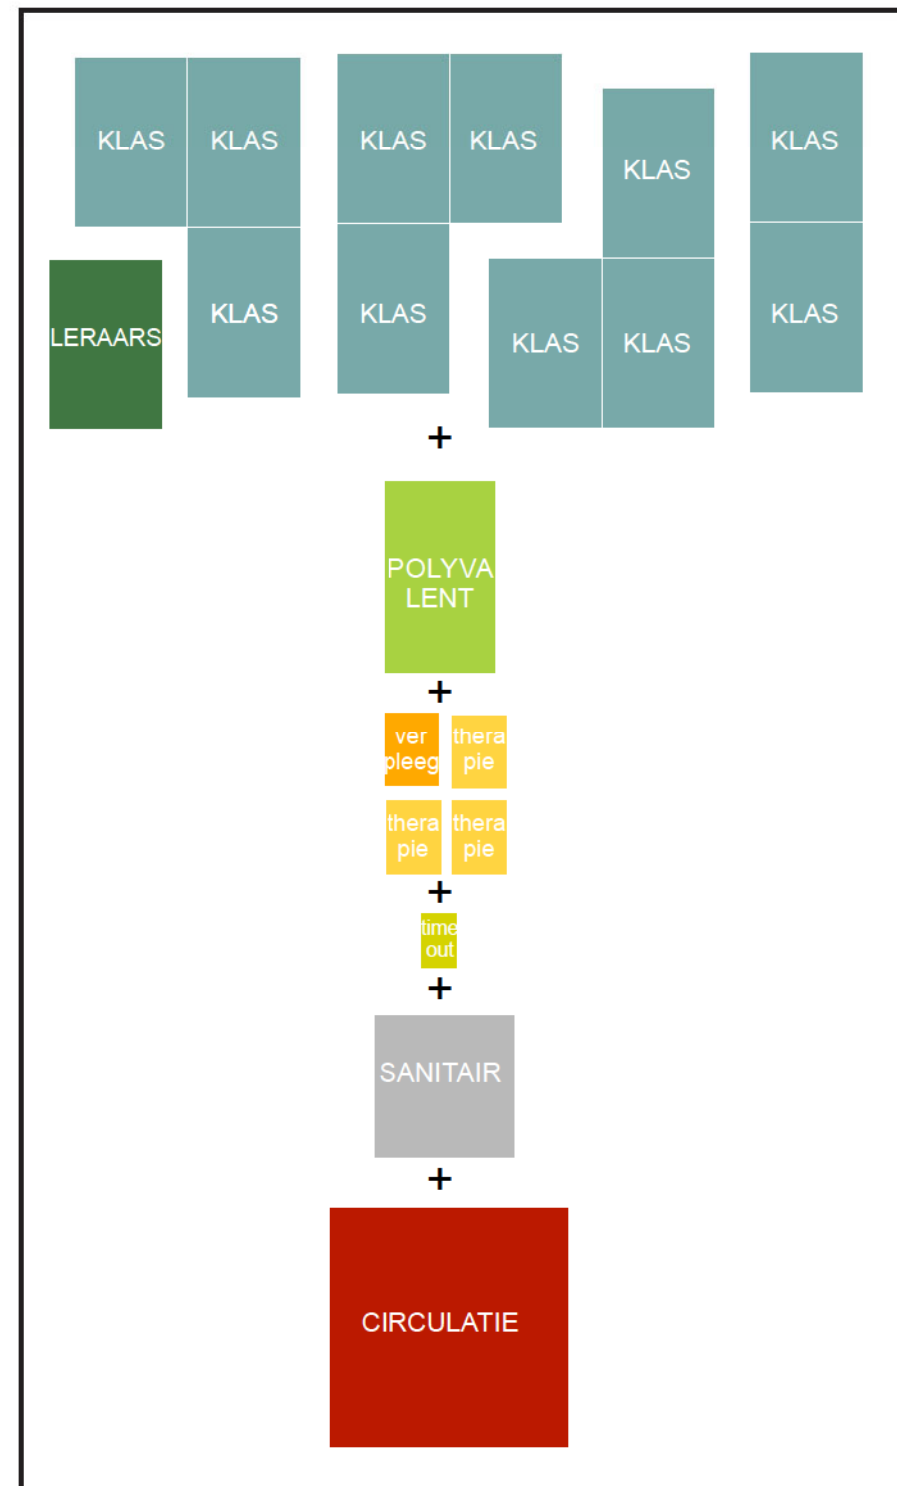 KLAS KLAS KLAS KLAS KLAS
KLAS
KLAS KLAS KLAS
LERAARS KLAS KLAS
+
POLYVA
LENT
+
ver
pleeg
thera
pie
thera
pie
thera
pie
+
time
out
+
SANITAIR
+
CIRCULATIE